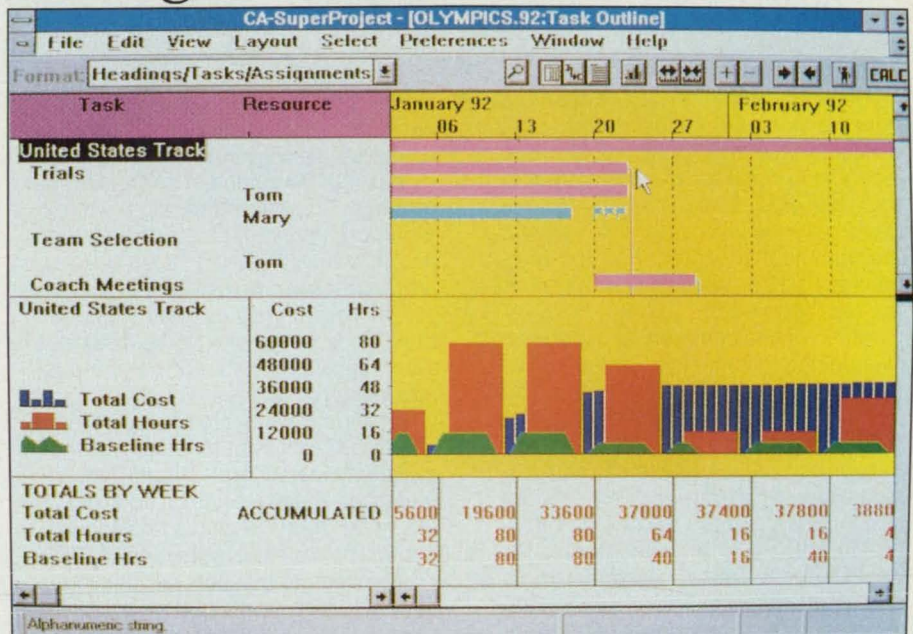 CA-SuperProject - [OLYMPICS.92:Task Outline]
File Edit View Layout Select Preferences Window Help
Format: Headings/Tasks/Assignments CALC
Task Resource January 92 February 92
06 13 20 27 03 10
United States Track
Trials
Tom
Mary
Team Selection
Tom
Coach Meetings
United States Track Cost Hrs
60000 80
48000 64
36000 48
24000 32
12000 16
0 0
Total Cost
Total Hours
Baseline Hrs
TOTALS BY WEEK
Total Cost ACCUMULATED 5600 19600 33600 37000 37400 37800 3880
Total Hours 32 80 80 64 16 16 4
Baseline Hrs 32 80 80 40 16 40 4
Alphanumeric string.